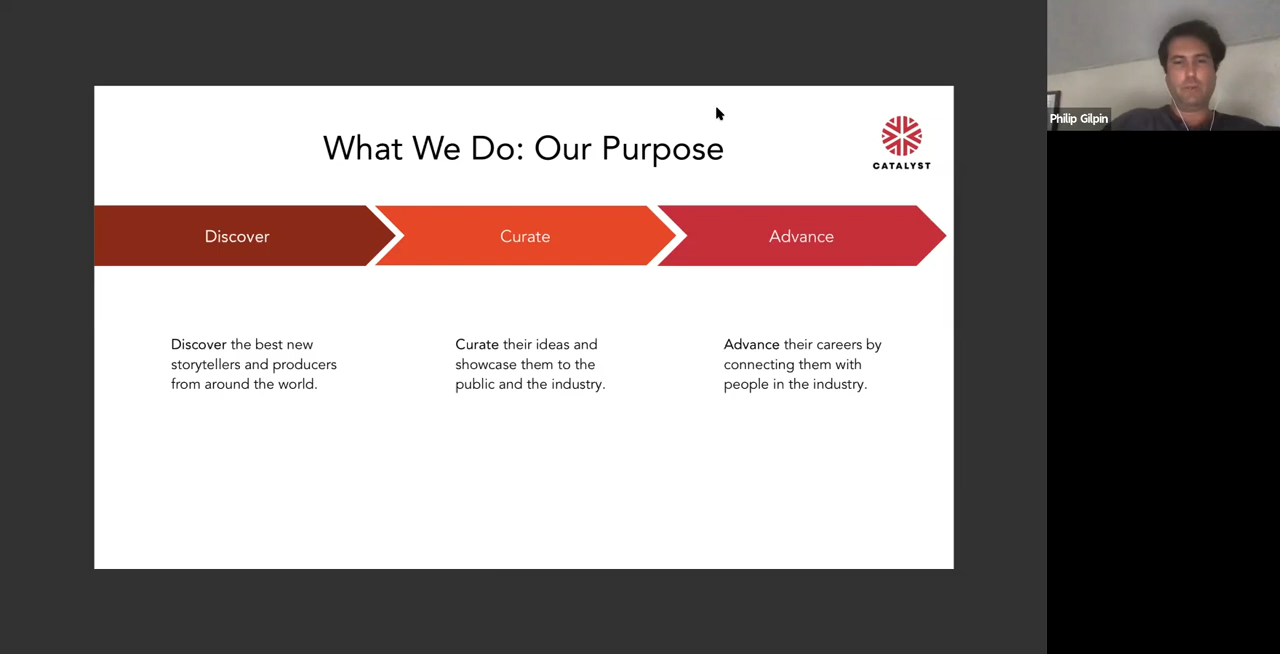 What We Do: Our Purpose
CATALYST
Discover
Curate
Advance
Discover the best new
storytellers and producers
from around the world.
Curate their ideas and
showcase them to the
public and the industry.
Advance their careers by
connecting them with
people in the industry.
Philip Gilpin